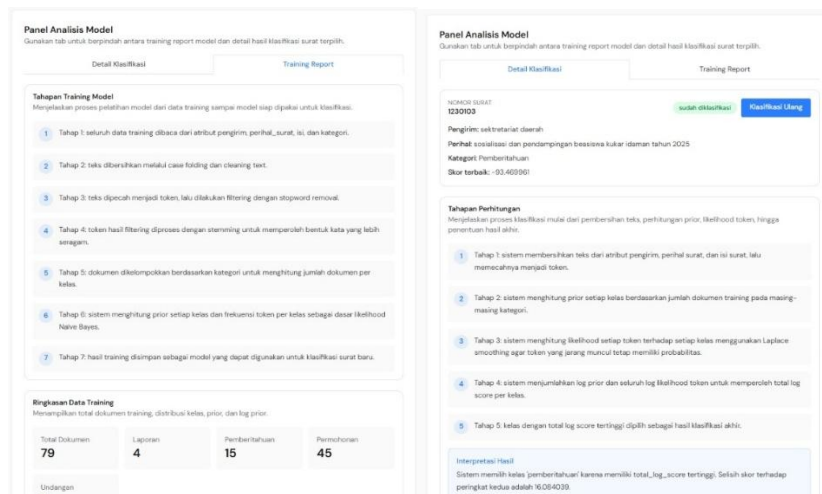 Panel Analisis Model
Gunakan tab untuk berpindah antara training report model dan detail hasil klasifikasi surat terpilih.
Detail Klasifikasi
Training Report
Tahapan Training Model
Menjelaskan proses pelatihan model dari data training sampai model siap dipakai untuk klasifikasi.
1 Tahap 1: seluruh data training dibaca dari atribut pengirim, perihal_surat, isi, dan kategori.
2 Tahap 2: teks dibersihkan melalui case folding dan cleaning text.
3 Tahap 3: teks dipecah menjadi token, lalu dilakukan filtering dengan stopword removal.
4 Tahap 4: token hasil filtering diproses dengan stemming untuk memperoleh bentuk kata yang lebih
seragam.
5 Tahap 5: dokumen dikelompokkan berdasarkan kategori untuk menghitung jumlah dokumen per
kelas.
6 Tahap 6: sistem menghitung prior setiap kelas dan frekuensi token per kelas sebagai dasar likelihood
Naive Bayes.
7 Tahap 7: hasil training disimpan sebagai model yang dapat digunakan untuk klasifikasi surat baru.
Ringkasan Data Training
Menampilkan total dokumen training, distribusi kelas, prior, dan log prior.
Total Dokumen
79
Laporan
4
Pemberitahuan
15
Permohonan
45
Undangan
Panel Analisis Model
Gunakan tab untuk berpindah antara training report model dan detail hasil klasifikasi surat terpilih.
Detail Klasifikasi
Training Report
NOMOR SURAT
1230103
sudah diklasifikasi
Klasifikasi Ulang
Pengirim: sektretariat daerah
Perihal: sosialisasi dan pendampingan beasiswa kukar idaman tahun 2025
Kategori: Pemberitahuan
Skor terbaik: -93.469961
Tahapan Perhitungan
Menjelaskan proses klasifikasi mulai dari pembersihan teks, perhitungan prior, likelihood token, hingga
penentuan hasil akhir.
1 Tahap 1: sistem membersihkan teks dari atribut pengirim, perihal surat, dan isi surat, lalu
memecahnya menjadi token.
2 Tahap 2: sistem menghitung prior setiap kelas berdasarkan jumlah dokumen training pada masing-
masing kategori.
3 Tahap 3: sistem menghitung likelihood setiap token terhadap setiap kelas menggunakan Laplace
smoothing agar token yang jarang muncul tetap memiliki probabilitas.
4 Tahap 4: sistem menjumlahkan log prior dan seluruh log likelihood token untuk memperoleh total log
score per kelas.
5 Tahap 5: kelas dengan total log score tertinggi dipilih sebagai hasil klasifikasi akhir.
Interpretasi Hasil
Sistem memilih kelas 'pemberitahuan' karena memiliki total_log_score tertinggi. Selisih skor terhadap
peringkat kedua adalah 16.084039.